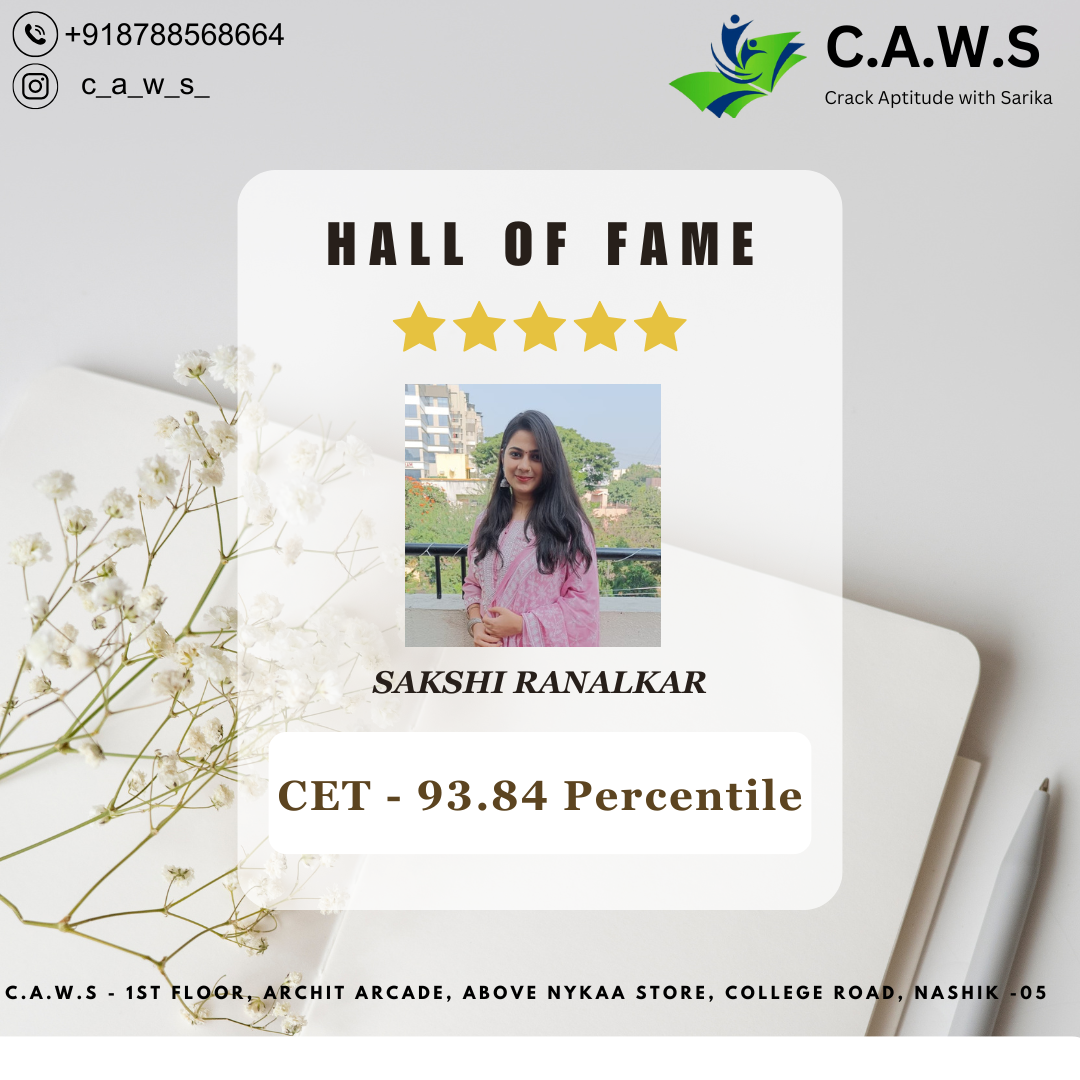 +918788568664
c_a_w_s_
C.A.W.S
Crack Aptitude with Sarika
HALL OF FAME
SAKSHI RANALKAR
CET - 93.84 Percentile
C.A.W.S - 1ST FLOOR, ARCHIT ARCADE, ABOVE NYKAA STORE, COLLEGE ROAD, NASHIK -05